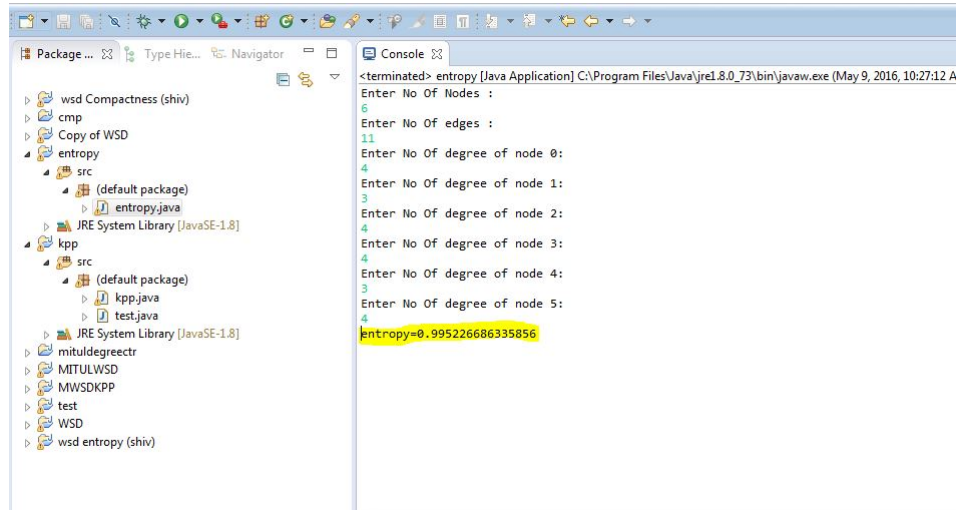 Package ... Type Hie... Navigator
wsd Compactness (shiv)
cmp
Copy of WSD
entropy
src
(default package)
entropy.java
JRE System Library [JavaSE-1.8]
kpp
src
(default package)
kpp.java
test.java
JRE System Library [JavaSE-1.8]
mituldegreectr
MITULWSD
MWSDKPP
test
WSD
wsd entropy (shiv)
Console
<terminated> entropy [Java Application] C:\Program Files\Java\jre1.8.0_73\bin\javaw.exe (May 9, 2016, 10:27:12 A
Enter No Of Nodes :
6
Enter No Of edges :
11
Enter No Of degree of node 0:
4
Enter No Of degree of node 1:
3
Enter No Of degree of node 2:
4
Enter No Of degree of node 3:
4
Enter No Of degree of node 4:
3
Enter No Of degree of node 5:
4
entropy=0.995226686335856